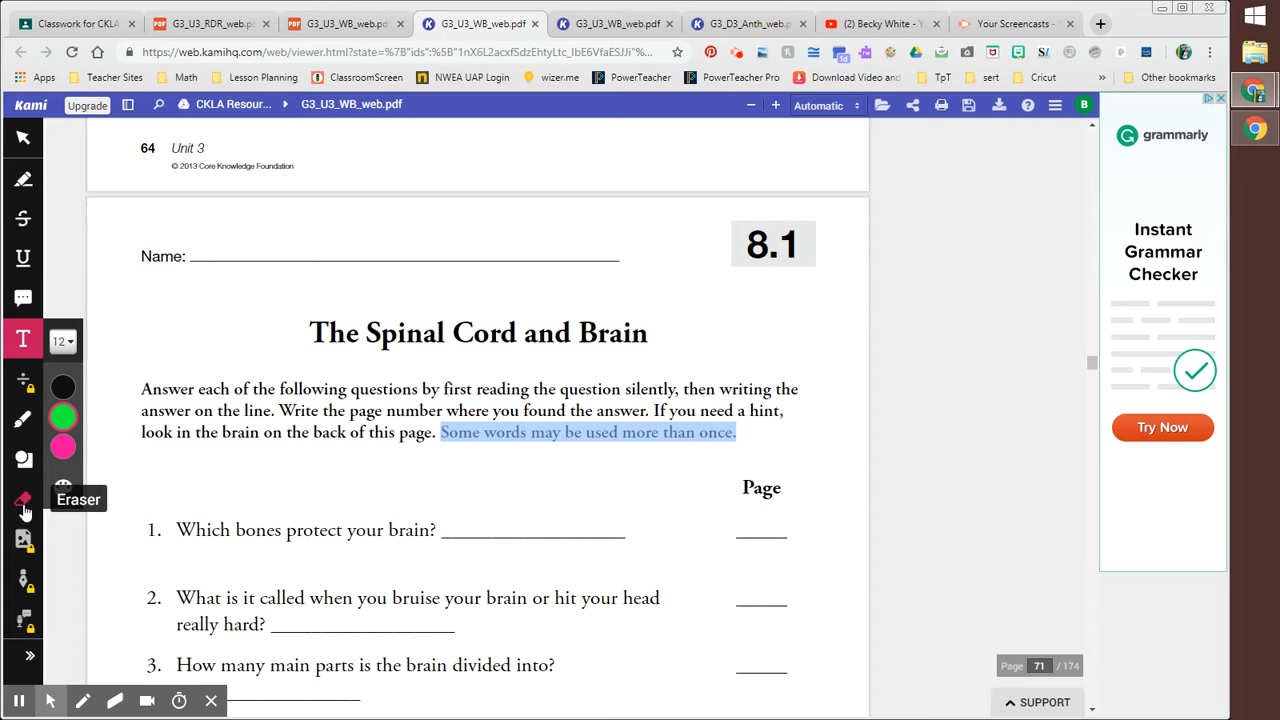 Classwork for CKLA
G3_U3_RDR_web.pdf
G3_U3_WB_web.pdf
G3_U3_WB_web.pdf
G3_U3_WB_web.pdf
G3_D3_Anth_web.pdf
(2) Becky White -
Your Screencasts
https://web.kamihq.com/web/viewer.html?state=%7B"ids":%5B"1nX6L2acxfSdzEhtyLtc_IbE6VfaESJJi"%5D%...
Apps
Teacher Sites
Math
Lesson Planning
ClassroomScreen
NWEA UAP Login
wizer.me
PowerTeacher
PowerTeacher Pro
Download Video and
TpT
sert
Cricut
»
Other bookmarks
Kami
Upgrade
CKLA Resour...
G3_U3_WB_web.pdf
Automatic
B
64 Unit 3
© 2013 Core Knowledge Foundation
Name:
8.1
The Spinal Cord and Brain
Answer each of the following questions by first reading the question silently, then writing the
answer on the line. Write the page number where you found the answer. If you need a hint,
look in the brain on the back of this page. Some words may be used more than once.
Page
1. Which bones protect your brain?
2. What is it called when you bruise your brain or hit your head
really hard?
3. How many main parts is the brain divided into?
T
12
Eraser
Page 71 / 174
SUPPORT
grammarly
Instant
Grammar
Checker
Try Now